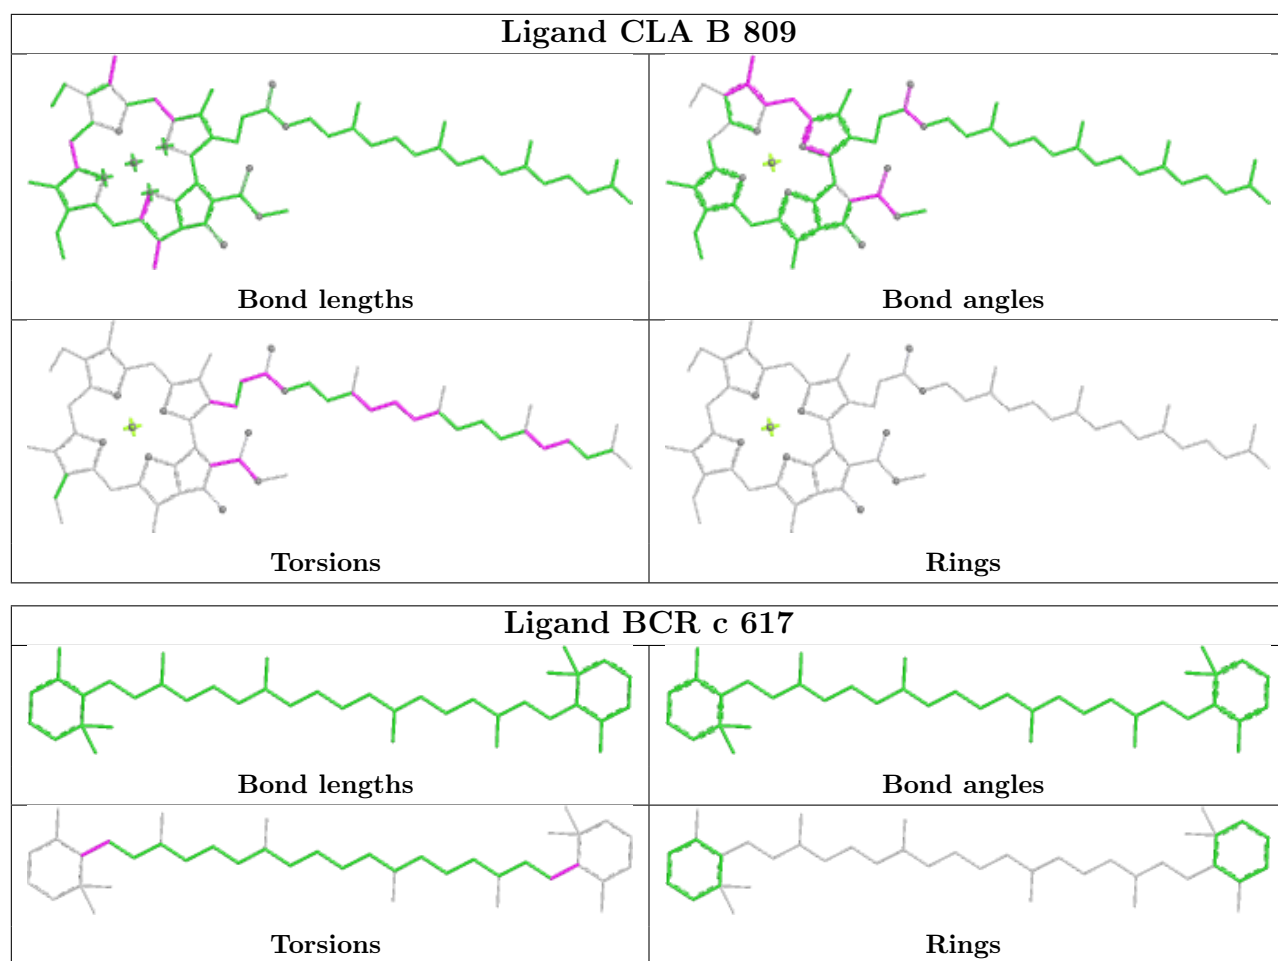 Ligand CLA B 809
Bond lengths
Bond angles
Torsions
Rings
Ligand BCR c 617
Bond lengths
Bond angles
Torsions
Rings